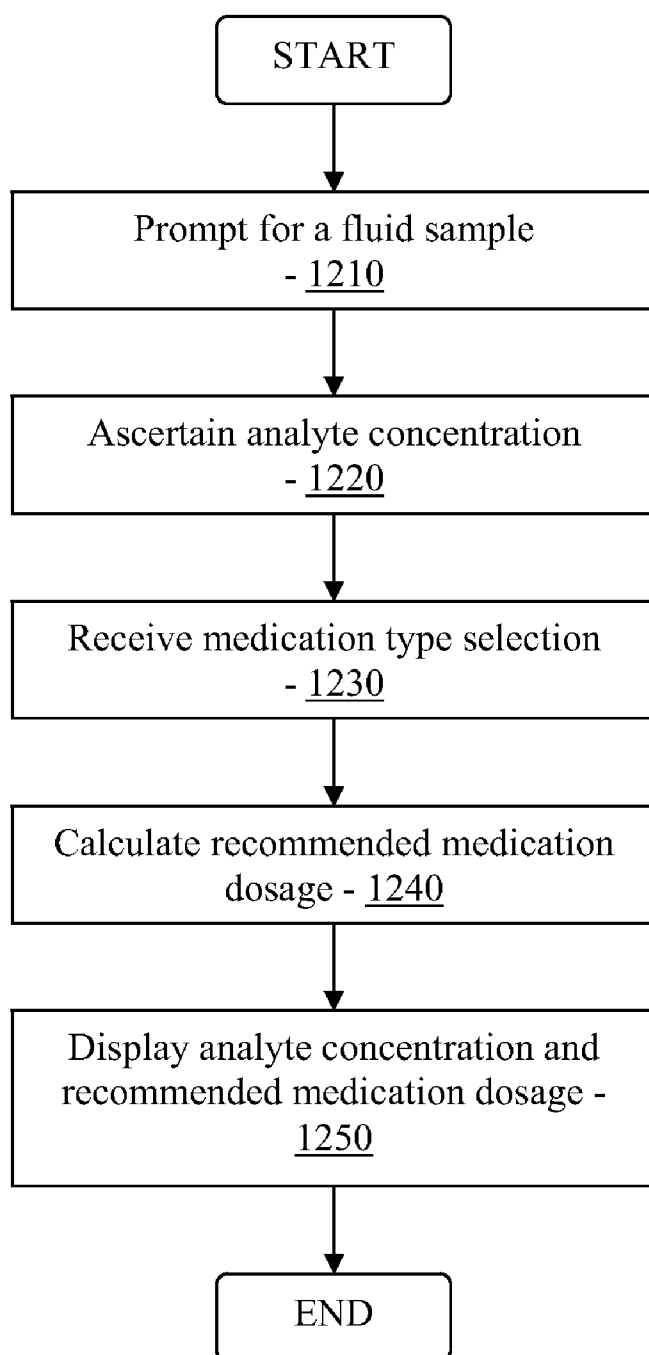 START
Prompt for a fluid sample
- 1210
Ascertain analyte concentration
- 1220
Receive medication type selection
- 1230
Calculate recommended medication
dosage - 1240
Display analyte concentration and
recommended medication dosage -
1250
END